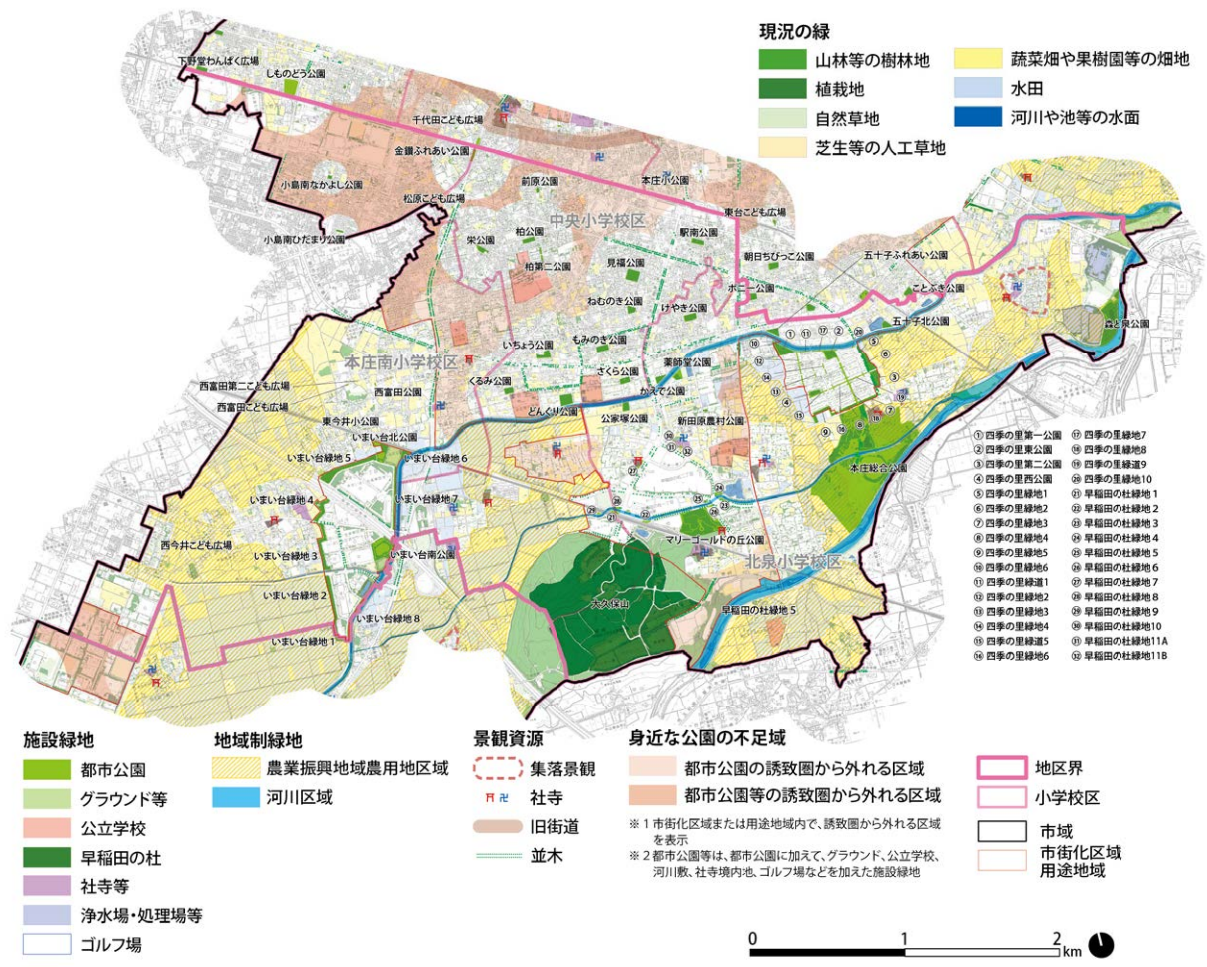 現況の緑
山林等の樹林地
植栽地
自然草地
芝生等の人工草地
蔬菜畑や果樹園等の畑地
水田
河川や池等の水面
下野堂わんぱく広場
しものどう公園
千代田こども広場
金鑚ふれあい公園
小島南なかよし公園
松原こども広場
前原公園
本庄小公園
中央小学校区
東台こども広場
小島南ひだまり公園
栄公園
柏公園
駅南公園
柏第二公園
見福公園
朝日ちびっこ公園
五十子ふれあい公園
ねむのき公園
けやき公園
ポニー公園
ことぶき公園
五十子北公園
森と泉公園
本庄南小学校区
いちょう公園
もみのき公園
薬師堂公園
西富田第二こども広場
西富田公園
くるみ公園
さくら公園
かえで公園
西富田こども広場
どんぐり公園
公家塚公園
新田原農村公園
東今井小公園
いまい台北公園
いまい台緑地 5
いまい台緑地 6
いまい台緑地 4
いまい台緑地 7
本庄総合公園
西今井こども広場
いまい台緑地 3
いまい台南公園
マリーゴールドの丘公園
北泉小学校区
いまい台緑地 2
大久保山
早稲田の杜緑地 5
いまい台緑地 8
いまい台緑地 1
① 四季の里第一公園
② 四季の里東公園
③ 四季の里第二公園
④ 四季の里西公園
⑤ 四季の里緑地1
⑥ 四季の里緑地2
⑦ 四季の里緑地3
⑧ 四季の里緑地4
⑨ 四季の里緑地5
⑩ 四季の里緑地6
⑪ 四季の里緑道1
⑫ 四季の里緑地2
⑬ 四季の里緑地3
⑭ 四季の里緑地4
⑮ 四季の里緑道5
⑯ 四季の里緑地6
⑰ 四季の里緑地7
⑱ 四季の里緑地8
⑲ 四季の里緑道9
⑳ 四季の里緑地10
㉑ 早稲田の杜緑地 1
㉒ 早稲田の杜緑地 2
㉓ 早稲田の杜緑地 3
㉔ 早稲田の杜緑地 4
㉕ 早稲田の杜緑地 5
㉖ 早稲田の杜緑地 6
㉗ 早稲田の杜緑地 7
㉘ 早稲田の杜緑地 8
㉙ 早稲田の杜緑地 9
㉚ 早稲田の杜緑地10
㉛ 早稲田の杜緑地11A
㉜ 早稲田の杜緑地11B
施設緑地
都市公園
グラウンド等
公立学校
早稲田の杜
社寺等
浄水場・処理場等
ゴルフ場
地域制緑地
農業振興地域農用地区域
河川区域
景観資源
集落景観
社寺
旧街道
並木
身近な公園の不足域
都市公園の誘致圏から外れる区域
都市公園等の誘致圏から外れる区域
※ 1 市街化区域または用途地域内で、誘致圏から外れる区域
を表示
※ 2 都市公園等は、都市公園に加えて、グラウンド、公立学校、
河川敷、社寺境内地、ゴルフ場などを加えた施設緑地
地区界
小学校区
市域
市街化区域
用途地域
0 1 2 km